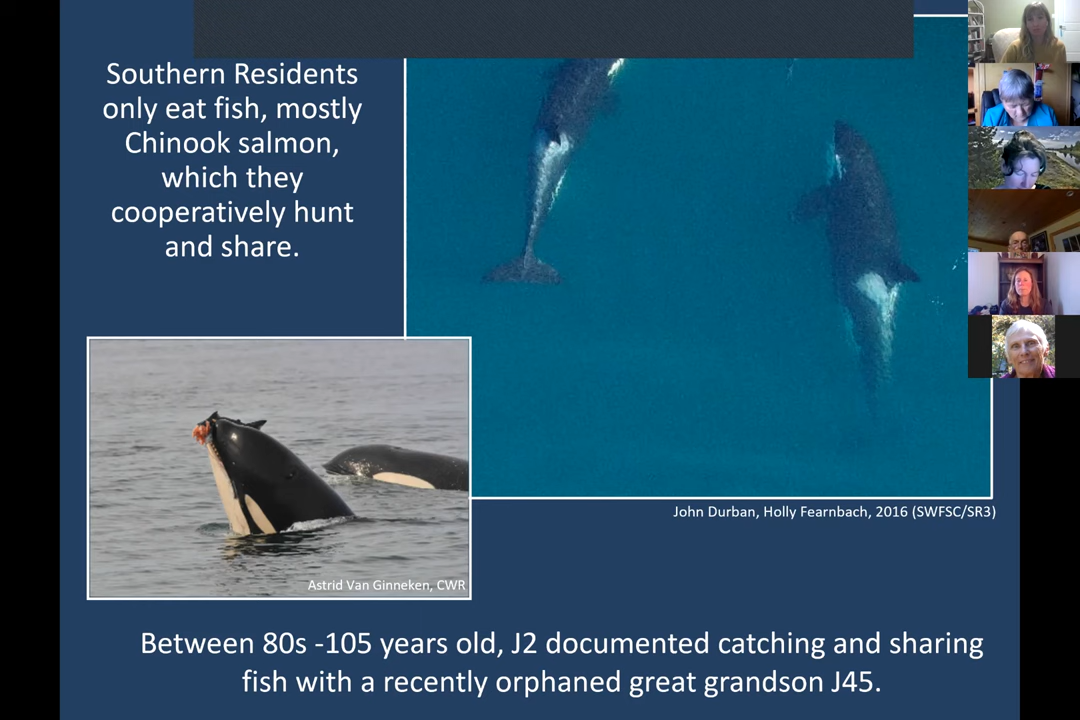 Southern Residents
only eat fish, mostly
Chinook salmon,
which they
cooperatively hunt
and share.
John Durban, Holly Fearnbach, 2016 (SWFSC/SR3)
Astrid Van Ginneken, CWR
Between 80s -105 years old, J2 documented catching and sharing
fish with a recently orphaned great grandson J45.